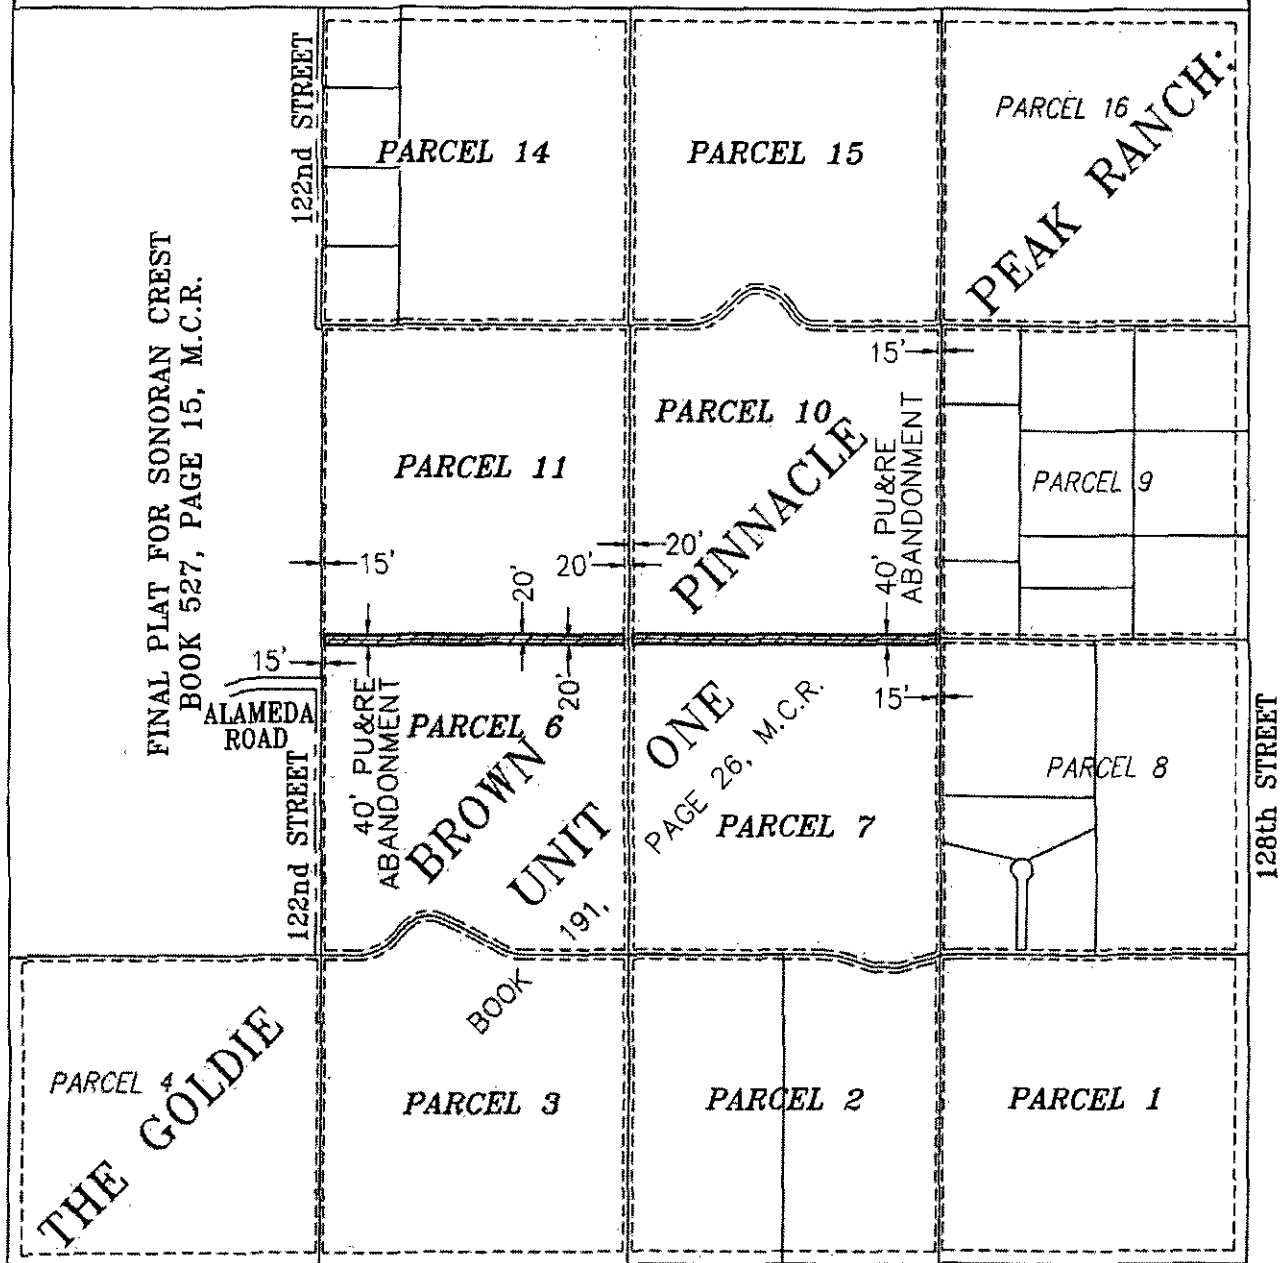 122nd STREET
PARCEL 14
PARCEL 15
PARCEL 16
PEAK RANCH;
FINAL PLAT FOR SONORAN CREST
BOOK 527, PAGE 15, M.C.R.
15'
PARCEL 10
PARCEL 11
PINNACLE
40' PU&RE
ABANDONMENT
PARCEL 9
15'
20'
20'
20'
15'
20'
15'
ALAMEDA
ROAD
122nd STREET
40' PU&RE
ABANDONMENT
PARCEL 6
BROWN
UNIT
ONE
BOOK
191,
PAGE 26, M.C.R.
PARCEL 7
PARCEL 8
128th STREET
THE GOLDIE
PARCEL 4
PARCEL 3
PARCEL 2
PARCEL 1